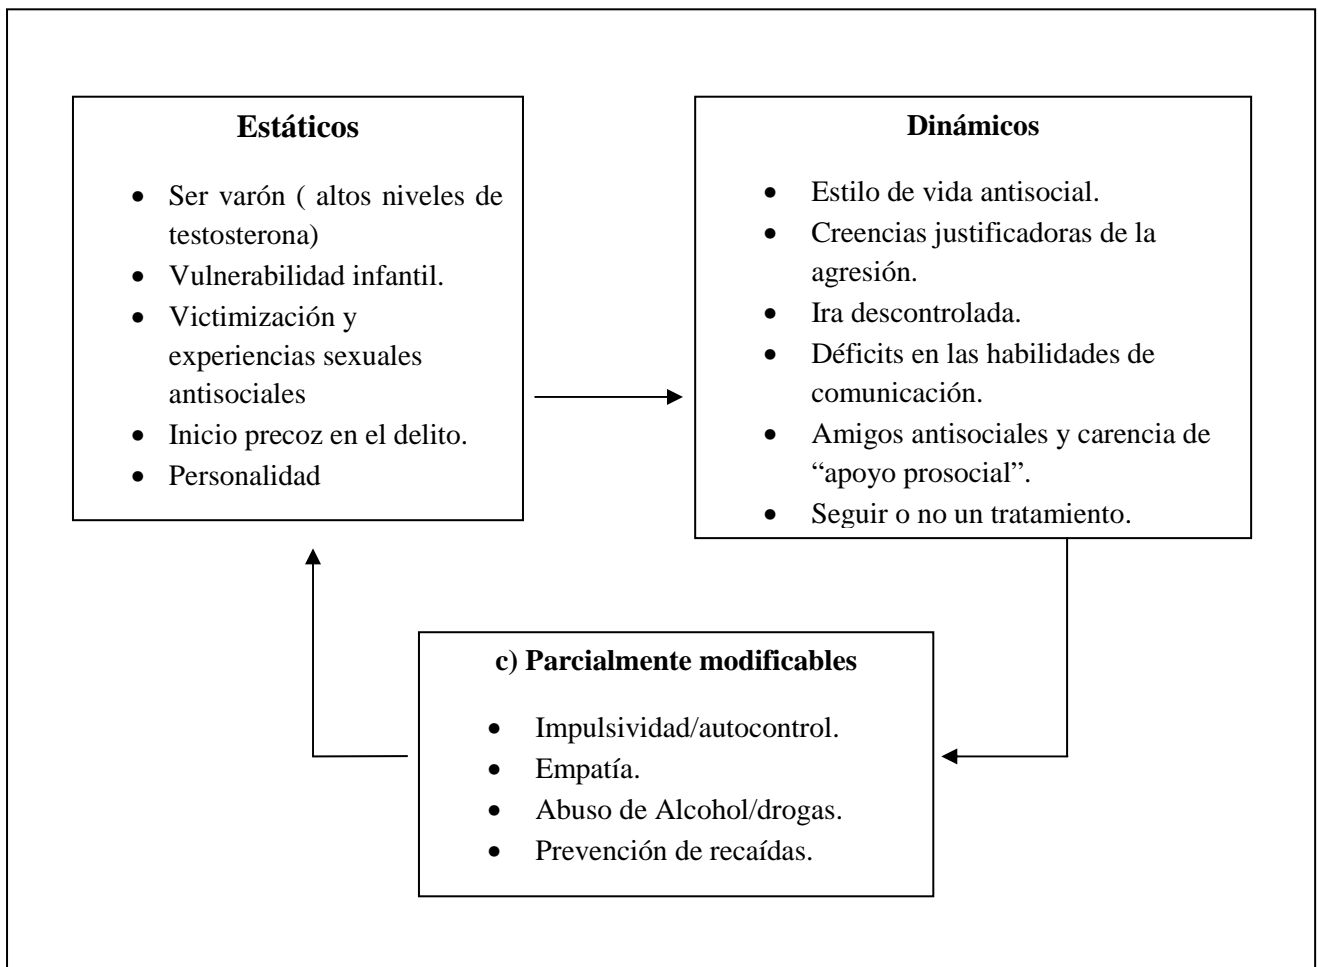 Estáticos
• Ser varón ( altos niveles de
testosterona)
• Vulnerabilidad infantil.
• Victimización y
experiencias sexuales
antisociales
• Inicio precoz en el delito.
• Personalidad
Dinámicos
• Estilo de vida antisocial.
• Creencias justificadoras de la
agresión.
• Ira descontrolada.
• Déficits en las habilidades de
comunicación.
• Amigos antisociales y carencia de
“apoyo prosocial”.
• Seguir o no un tratamiento.
c) Parcialmente modificables
• Impulsividad/autocontrol.
• Empatía.
• Abuso de Alcohol/drogas.
• Prevención de recaídas.